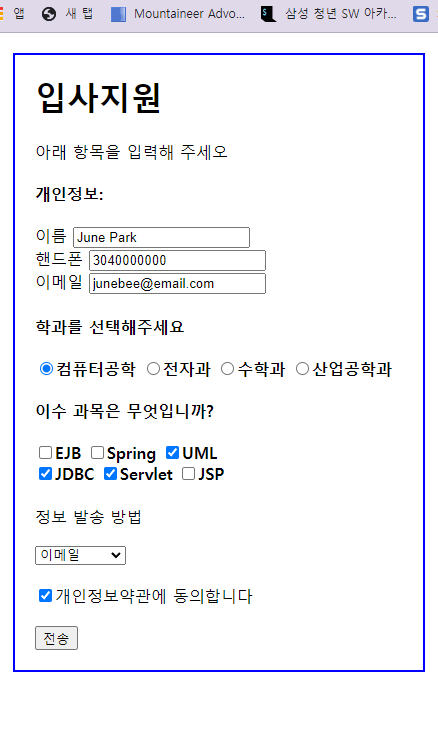 앱 새 탭 Mountaineer Advo... 삼성 청년 SW 아카...
입사지원
아래 항목을 입력해 주세오
개인정보:
이름 June Park
핸드폰 3040000000
이메일 junebee@email.com
학과를 선택해주세요
컴퓨터공학 전자과 수학과 산업공학과
이수 과목은 무엇입니까?
EJB Spring UML
JDBC Servlet JSP
정보 발송 방법
이메일
개인정보약관에 동의합니다
전송